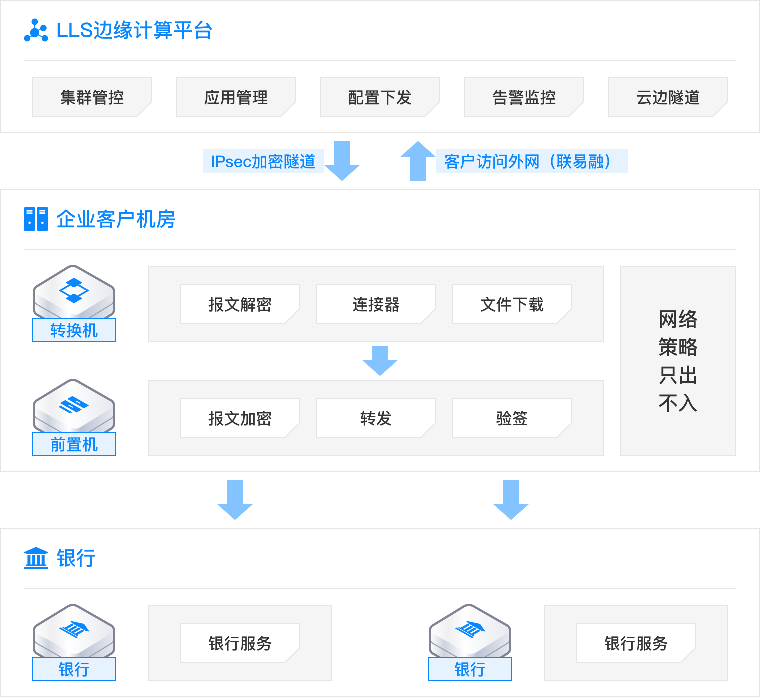 LLS边缘计算平台
集群管控
应用管理
配置下发
告警监控
云边隧道
IPsec加密隧道
客户访问外网（联易融）
企业客户机房
转换机
报文解密
连接器
文件下载
网络
策略
只出
不入
前置机
报文加密
转发
验签
银行
银行
银行服务
银行
银行服务